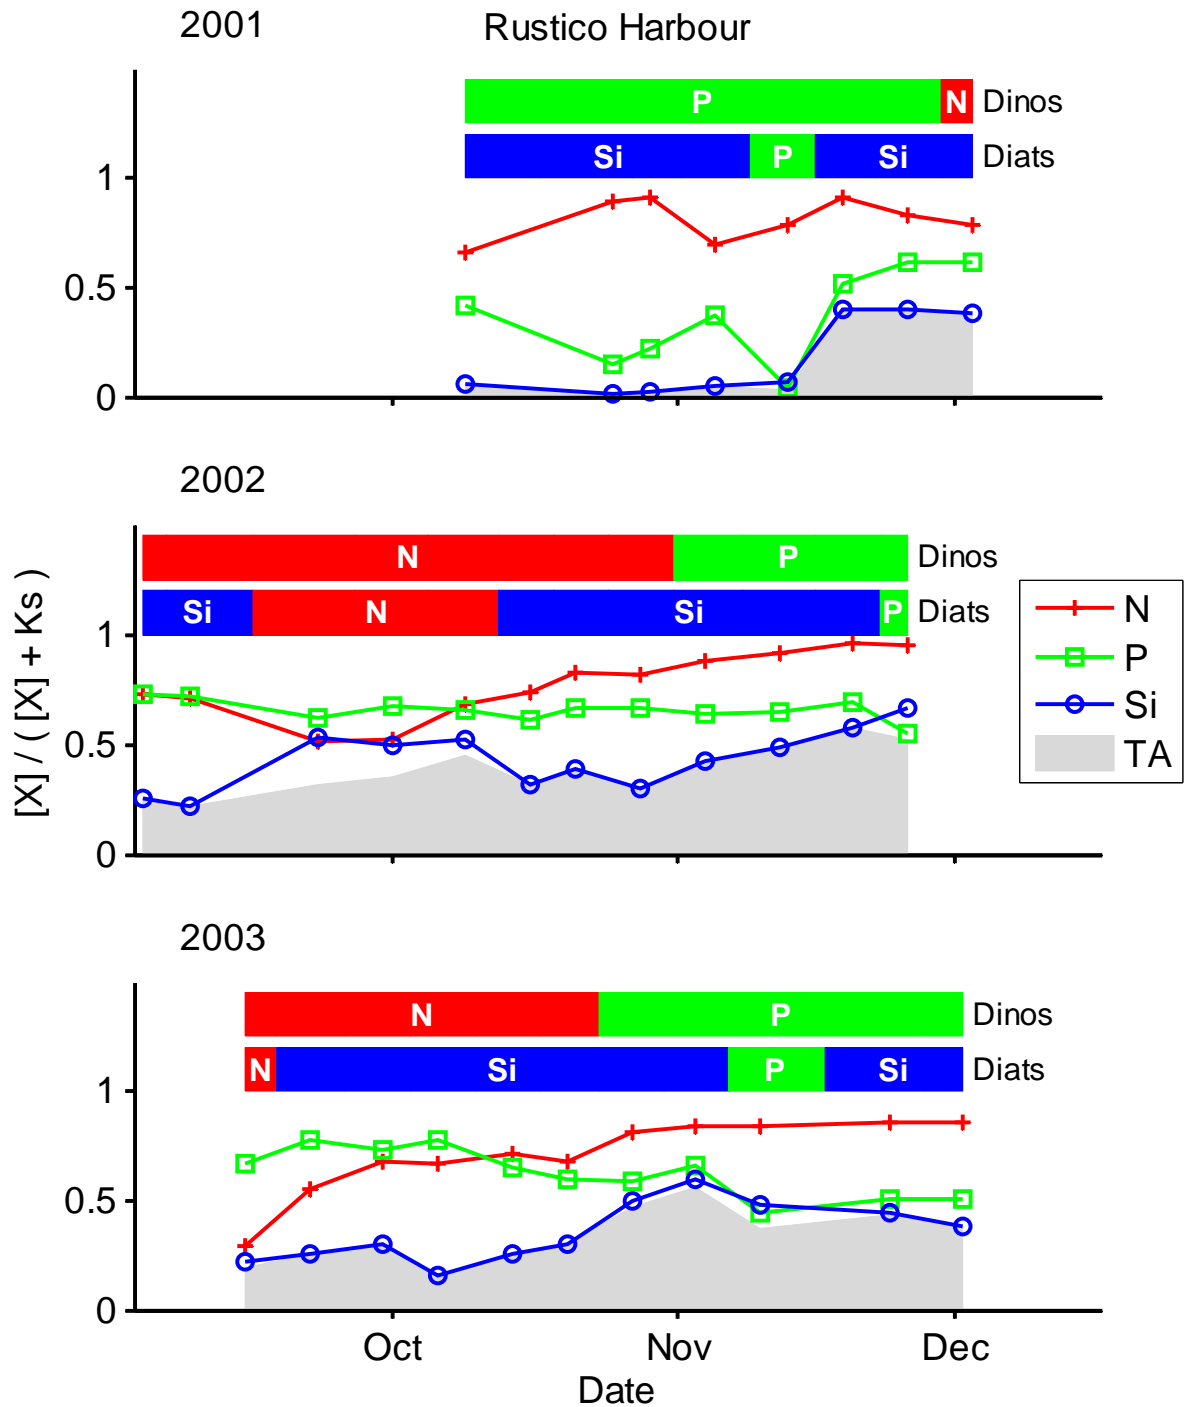 2001 Rustico Harbour
P N Dinos
Si P Si Diats
1
0.5
0
2002
N P Dinos
Si N Si P Diats
1
0.5
0
[X] / ( [X] + Ks )
N
P
Si
TA
2003
N P Dinos
N Si P Si Diats
1
0.5
0
Oct Nov Dec
Date